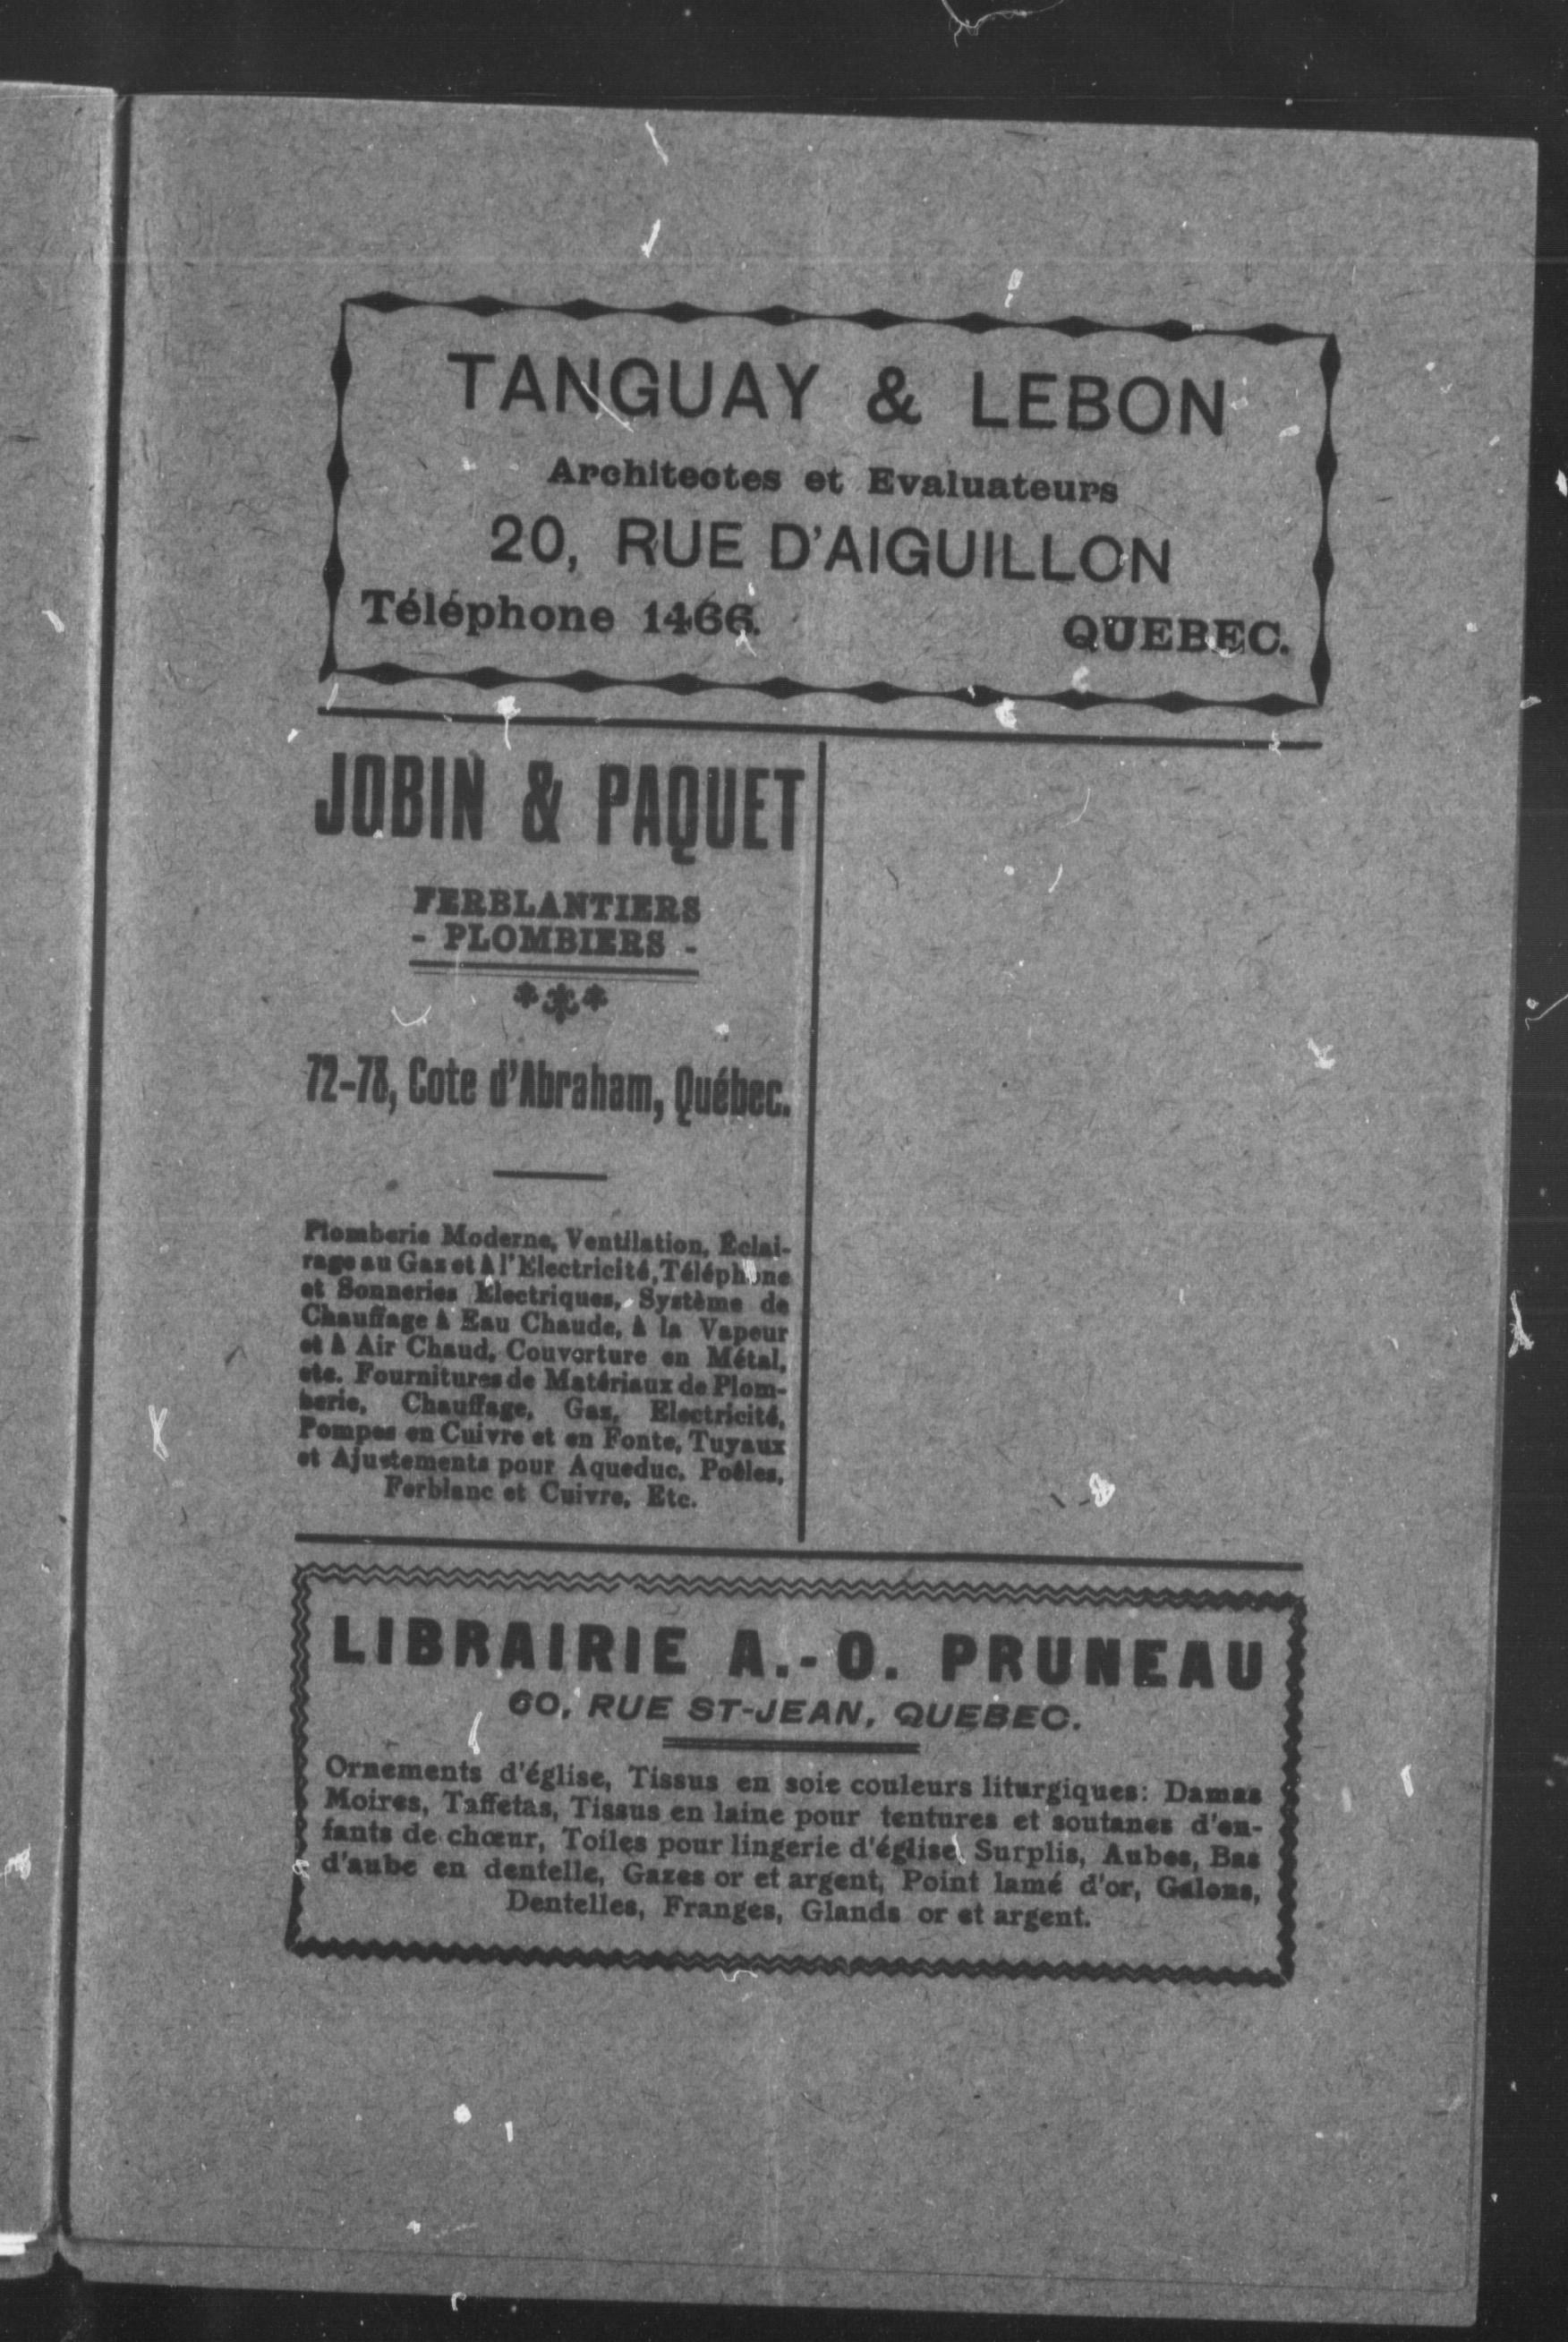 TANGUAY & LEBON
Architectes et Evaluateurs
20, RUE D'AIGUILLON
Téléphone 1466. QUEBEC.
JOBIN & PAQUET
FERBLANTIERS
- PLOMBIERS -
72-78, Cote d'Abraham, Québec.
Plomberie Moderne, Ventilation, Éclai-
rage au Gaz et à l'Electricité, Téléphone
et Sonneries Electriques, Système de
Chauffage à Eau Chaude, à la Vapeur
et à Air Chaud, Couverture en Métal,
etc. Fournitures de Matériaux de Plom-
berie, Chauffage, Gaz, Electricité,
Pompes en Cuivre et en Fonte, Tuyaux
et Ajustements pour Aqueduc, Poêles,
Ferblanc et Cuivre, Etc.
LIBRAIRIE A.-O. PRUNEAU
60, RUE ST-JEAN, QUEBEC.
Ornements d'église, Tissus en soie couleurs liturgiques: Damas
Moires, Taffetas, Tissus en laine pour tentures et soutanes d'en-
fants de chœur, Toiles pour lingerie d'église, Surplis, Aubes, Bas
d'aube en dentelle, Gazes or et argent, Point lamé d'or, Galons,
Dentelles, Franges, Glands or et argent.